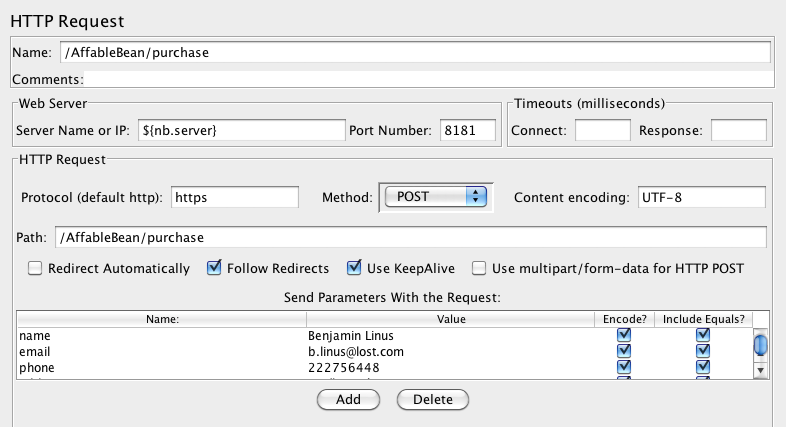 HTTP Request
Name: /AffableBean/purchase
Comments:
Web Server
Server Name or IP: ${nb.server} Port Number: 8181
Timeouts (milliseconds)
Connect: Response:
HTTP Request
Protocol (default http): https Method: POST Content encoding: UTF-8
Path: /AffableBean/purchase
Redirect Automatically Follow Redirects Use KeepAlive Use multipart/form-data for HTTP POST
Send Parameters With the Request:
Name: Value Encode? Include Equals?
name Benjamin Linus
email b.linus@lost.com
phone 222756448
Add Delete